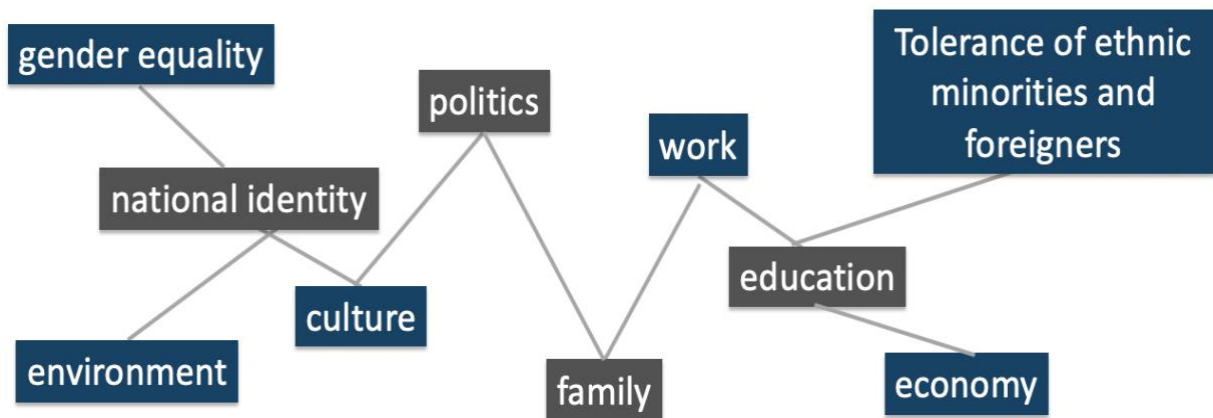 gender equality
politics
Tolerance of ethnic
minorities and
foreigners
work
national identity
education
culture
environment
family
economy